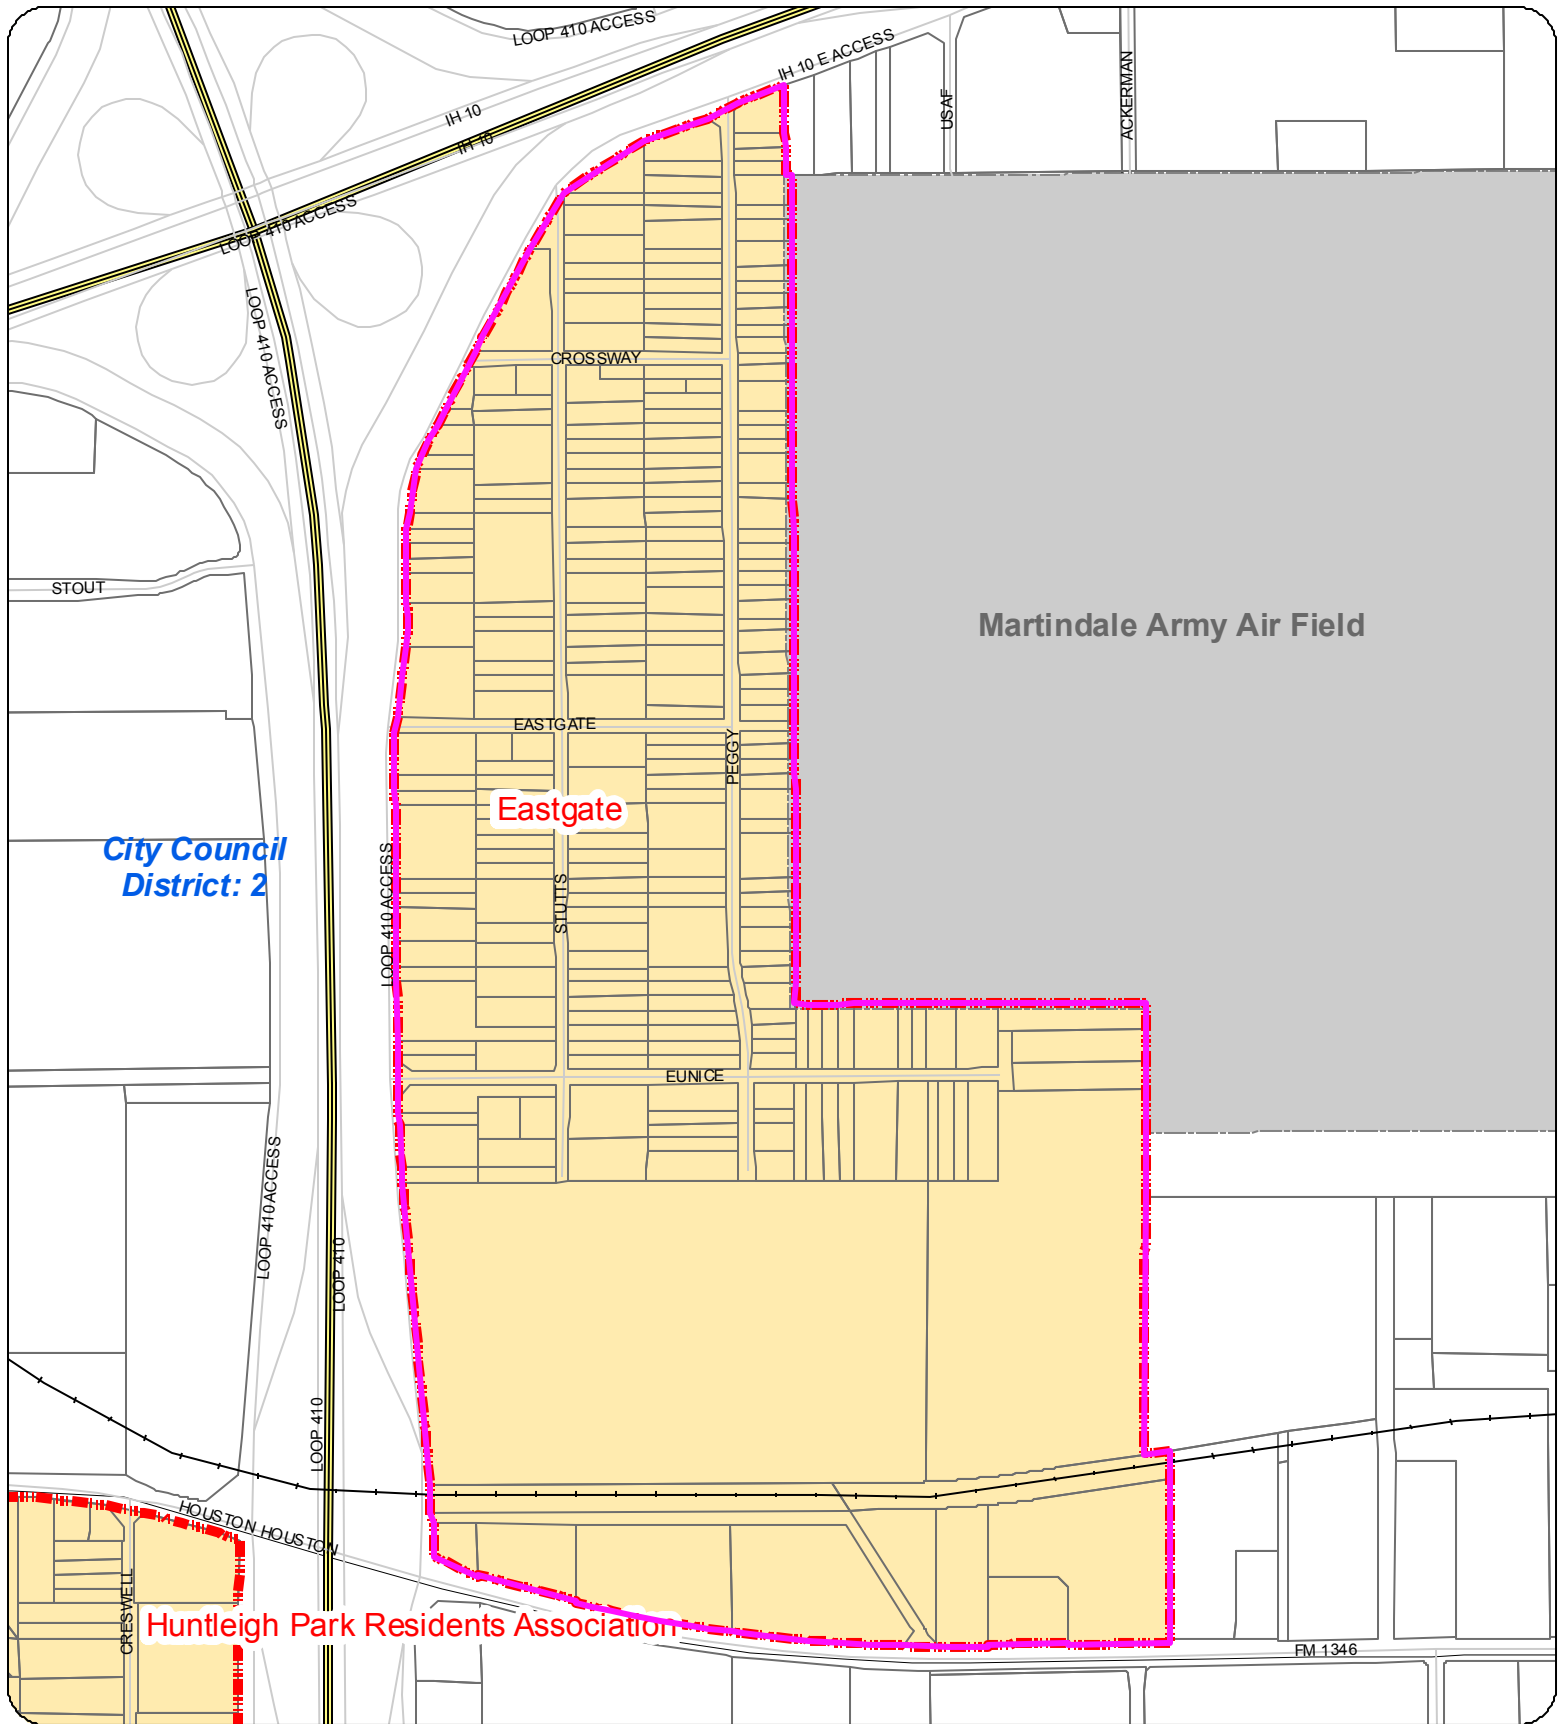 LOOP 410 ACCESS
IH 10 E ACCESS
IH 10
IH 10
USAF
ACKERMAN
LOOP 410 ACCESS
LOOP 410 ACCESS
CROSSWAY
STOUT
Martindale Army Air Field
EASTGATE
PEGGY
Eastgate
City Council
District: 2
LOOP 410 ACCESS
STUTTS
EUNICE
LOOP 410 ACCESS
LOOP 410
LOOP 410
HOUSTON HOUSTON
CRESWELL
Huntleigh Park Residents Association
FM 1346